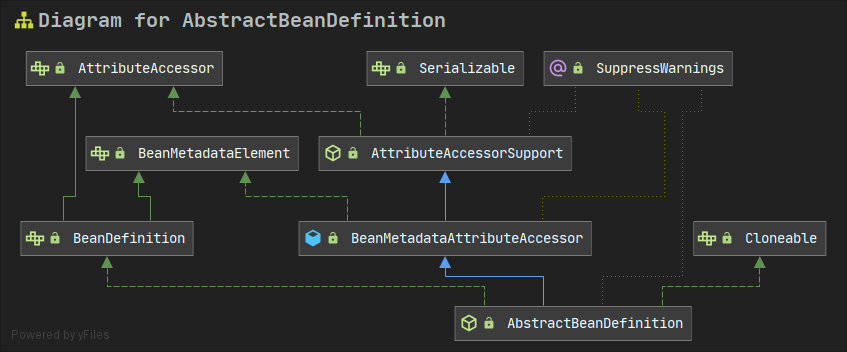 Diagram for AbstractBeanDefinition
AttributeAccessor
Serializable
SuppressWarnings
BeanMetadataElement
AttributeAccessorSupport
BeanDefinition
BeanMetadataAttributeAccessor
Cloneable
AbstractBeanDefinition
Powered by yFiles